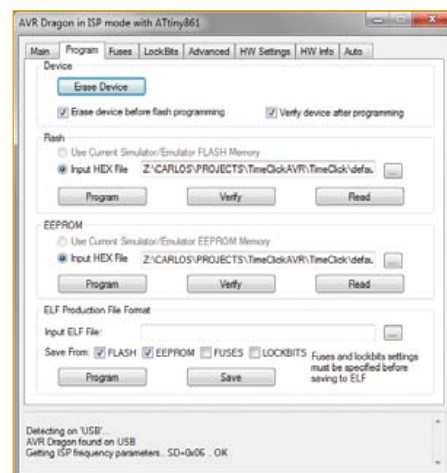 AVR Dragon in ISP mode with ATtiny861
Main Program Fuses LockBits Advanced HW Settings HW Info Auto
Device
Erase Device
Erase device before flash programming Verify device after programming
Flash
Use Current Simulator/Emulator FLASH Memory
Input HEX File Z:\CARLOS\PROJECTS\TimeClickAVR\TimeClick\defau ...
Program Verify Read
EEPROM
Use Current Simulator/Emulator EEPROM Memory
Input HEX File Z:\CARLOS\PROJECTS\TimeClickAVR\TimeClick\defau ...
Program Verify Read
ELF Production File Format
Input ELF File: ...
Save From: FLASH EEPROM FUSES LOCKBITS Fuses and lockbits settings
must be specified before
saving to ELF
Program Save
Detecting on 'USB'..
AVR Dragon found on USB
Getting ISP frequency parameters.. SD=0x06 .. OK